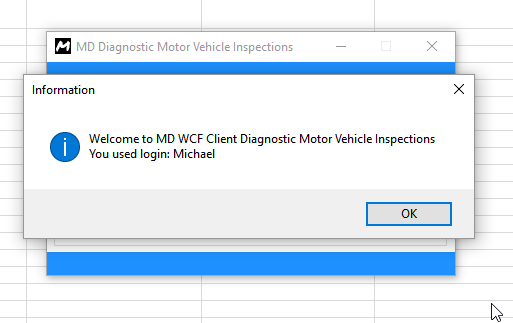 MD Diagnostic Motor Vehicle Inspections
Information
Welcome to MD WCF Client Diagnostic Motor Vehicle Inspections
You used login: Michael
OK